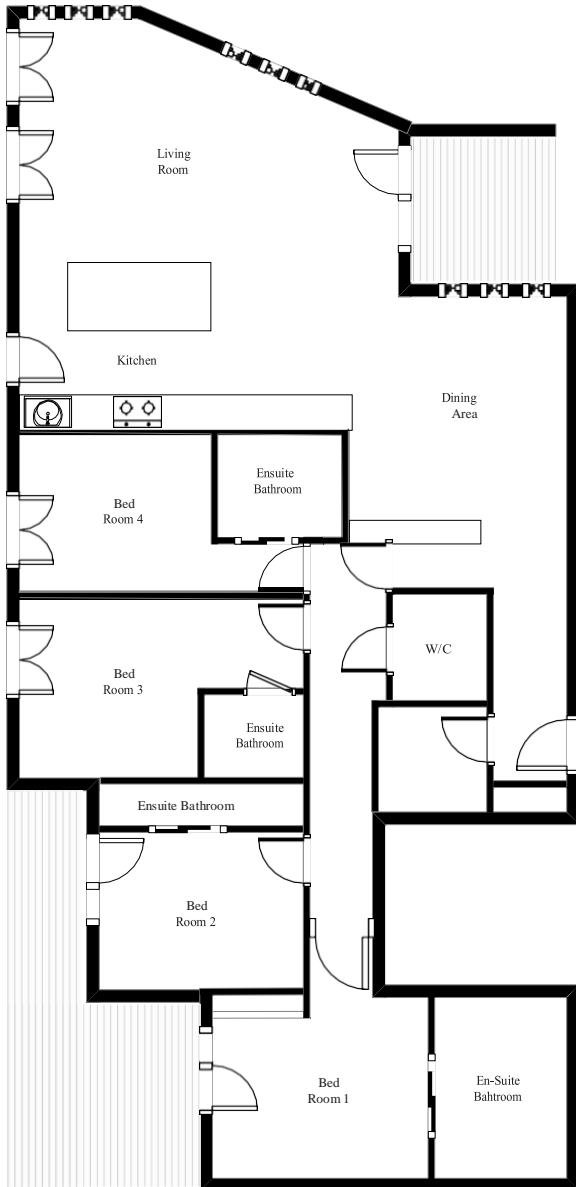 Living
Room
Kitchen
Dining
Area
Ensuite
Bathroom
Bed
Room 4
W/C
Bed
Room 3
Ensuite
Bathroom
Ensuite Bathroom
Bed
Room 2
Bed
Room 1
En-Suite
Bahtroom